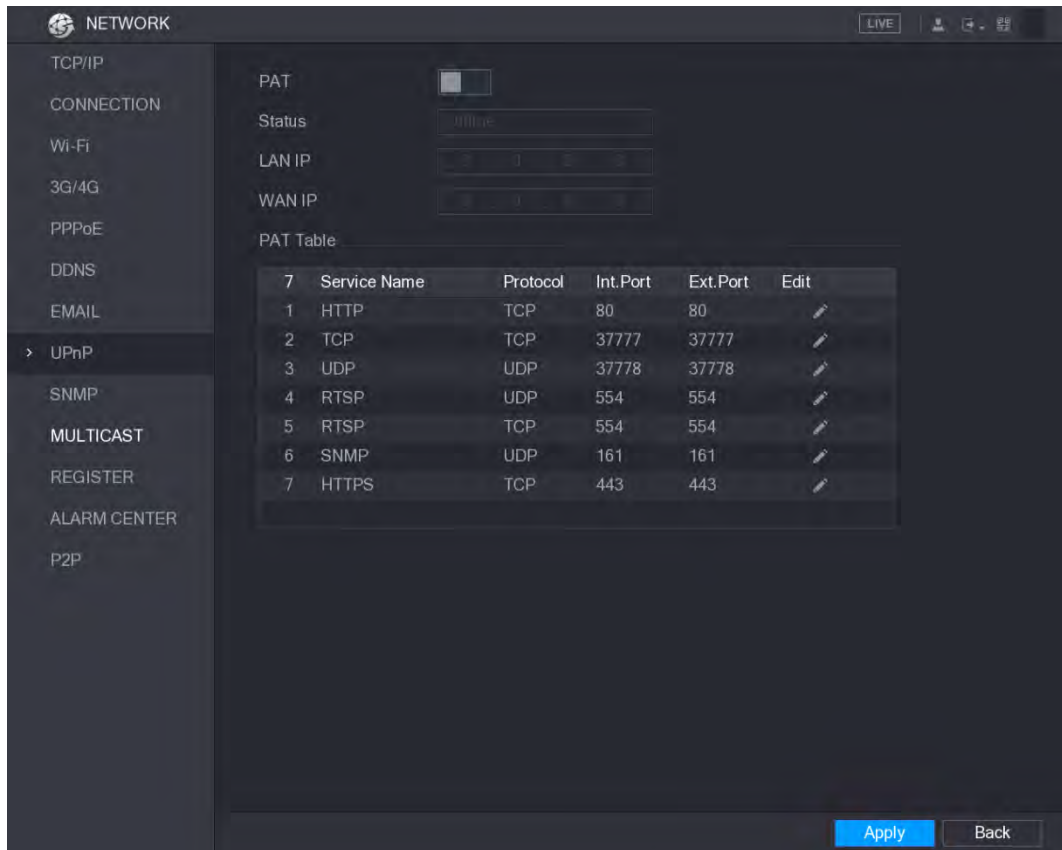 NETWORK
LIVE
TCP/IP
CONNECTION
Wi-Fi
3G/4G
PPPoE
DDNS
EMAIL
> UPnP
SNMP
MULTICAST
REGISTER
ALARM CENTER
P2P
PAT
Status
Offline
LAN IP
WAN IP
PAT Table
7 Service Name Protocol Int.Port Ext.Port Edit
1 HTTP TCP 80 80
2 TCP TCP 37777 37777
3 UDP UDP 37778 37778
4 RTSP UDP 554 554
5 RTSP TCP 554 554
6 SNMP UDP 161 161
7 HTTPS TCP 443 443
Apply Back